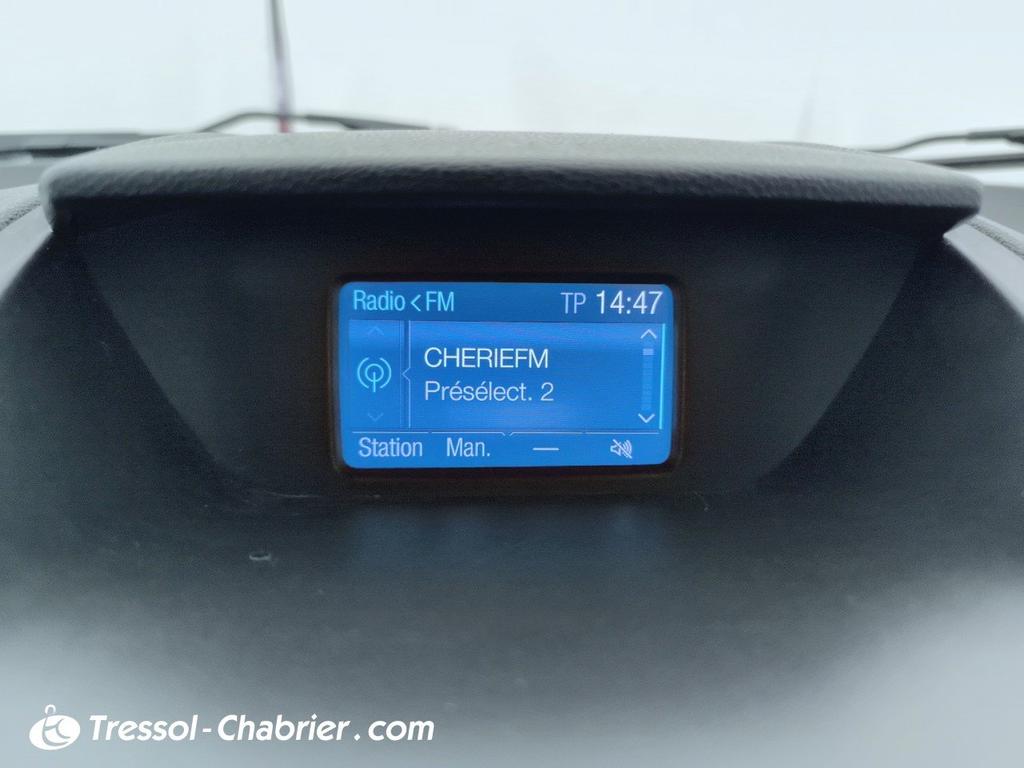 Radio < FM TP 14:47
CHERIEFM
Présélect. 2
Station Man. —
Tressol-Chabrier.com